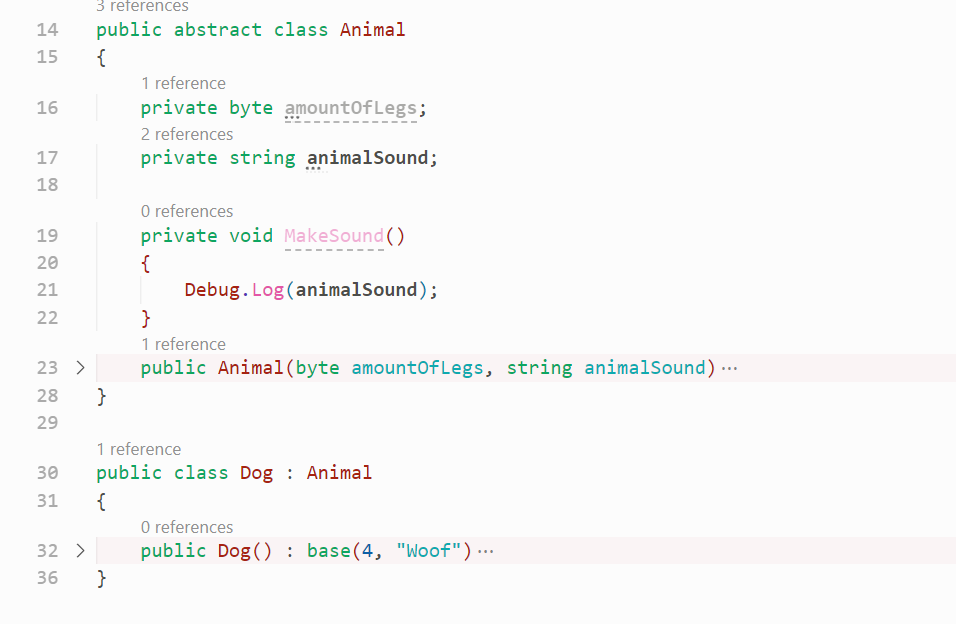 3 references
14 public abstract class Animal
15 {
1 reference
16 private byte amountOfLegs;
2 references
17 private string animalSound;
18
0 references
19 private void MakeSound()
20 {
21 Debug.Log(animalSound);
22 }
1 reference
23 > public Animal(byte amountOfLegs, string animalSound)···
28 }
29
1 reference
30 public class Dog : Animal
31 {
0 references
32 > public Dog() : base(4, "Woof")···
36 }